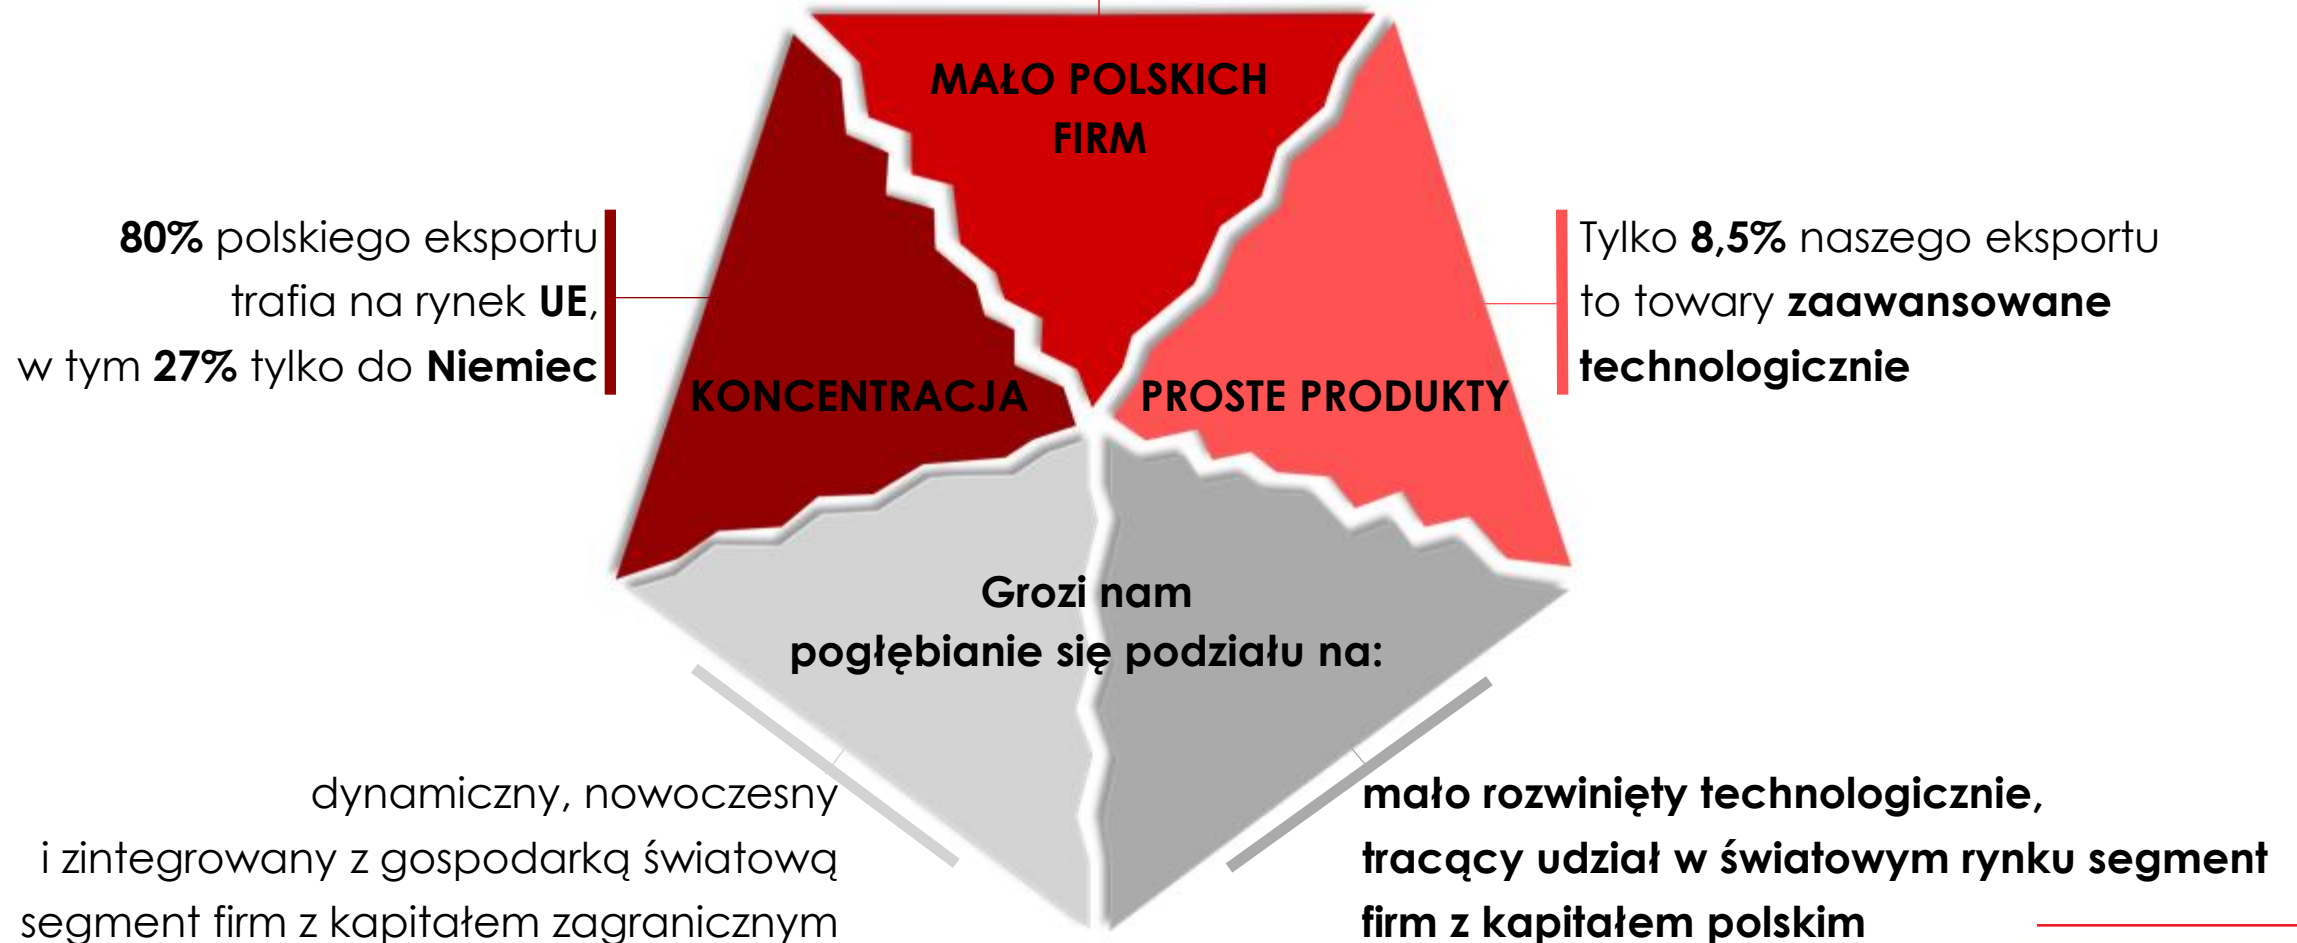 MAŁO POLSKICH
FIRM
80% polskiego eksportu
trafia na rynek UE,
w tym 27% tylko do Niemiec
KONCENTRACJA
PROSTE PRODUKTY
Tylko 8,5% naszego eksportu
to towary zaawansowane
technologicznie
Grozi nam
pogłębianie się podziału na:
dynamiczny, nowoczesny
i zintegrowany z gospodarką światową
segment firm z kapitałem zagranicznym
mało rozwinięty technologicznie,
tracący udział w światowym rynku segment
firm z kapitałem polskim